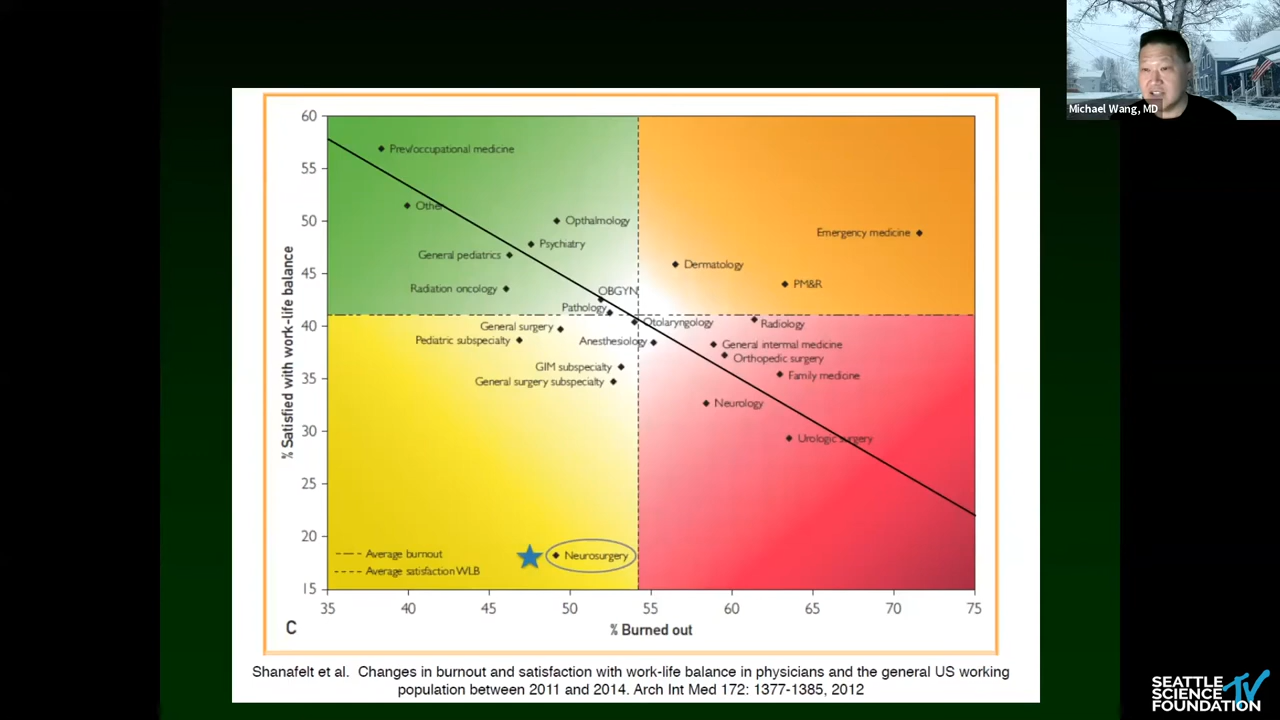 Michael Wang, MD
60
55
50
45
40
35
30
25
20
15
% Satisfied with work-life balance
Prev/occupational medicine
Other
Opthalmology
Psychiatry
General pediatrics
Radiation oncology
OBGYN
Pathology
Emergency medicine
Dermatology
PM&R
General surgery
Pediatric subspecialty
Otolaryngology
Anesthesiology
GIM subspecialty
General surgery subspecialty
Radiology
General intermal medicine
Orthopedic surgery
Family medicine
Neurology
Urologic surgery
Neurosurgery
Average burnout
Average satisfaction WLB
35 40 45 50 55 60 65 70 75
C
% Burned out
Shanafelt et al. Changes in burnout and satisfaction with work-life balance in physicians and the general US working
population between 2011 and 2014. Arch Int Med 172: 1377-1385, 2012
SEATTLE
SCIENCE
FOUNDATION
TV